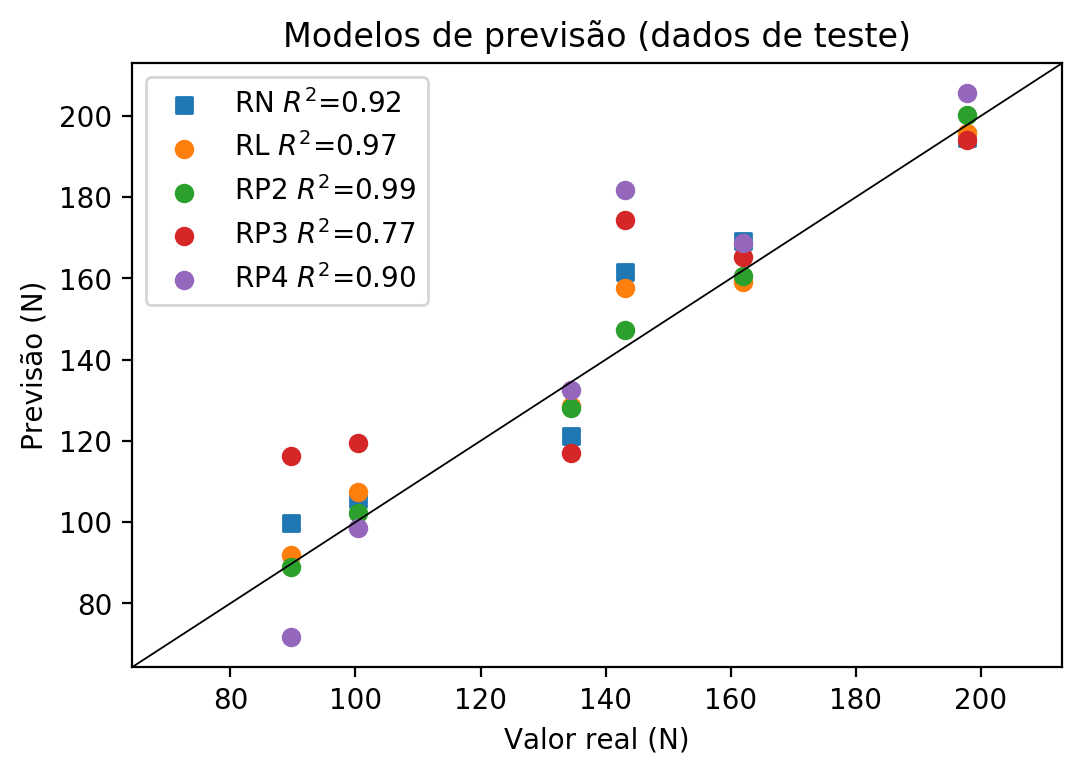 Modelos de previsão (dados de teste)
RN R²=0.92
RL R²=0.97
RP2 R²=0.99
RP3 R²=0.77
RP4 R²=0.90
Previsão (N)
200
180
160
140
120
100
80
80 100 120 140 160 180 200
Valor real (N)